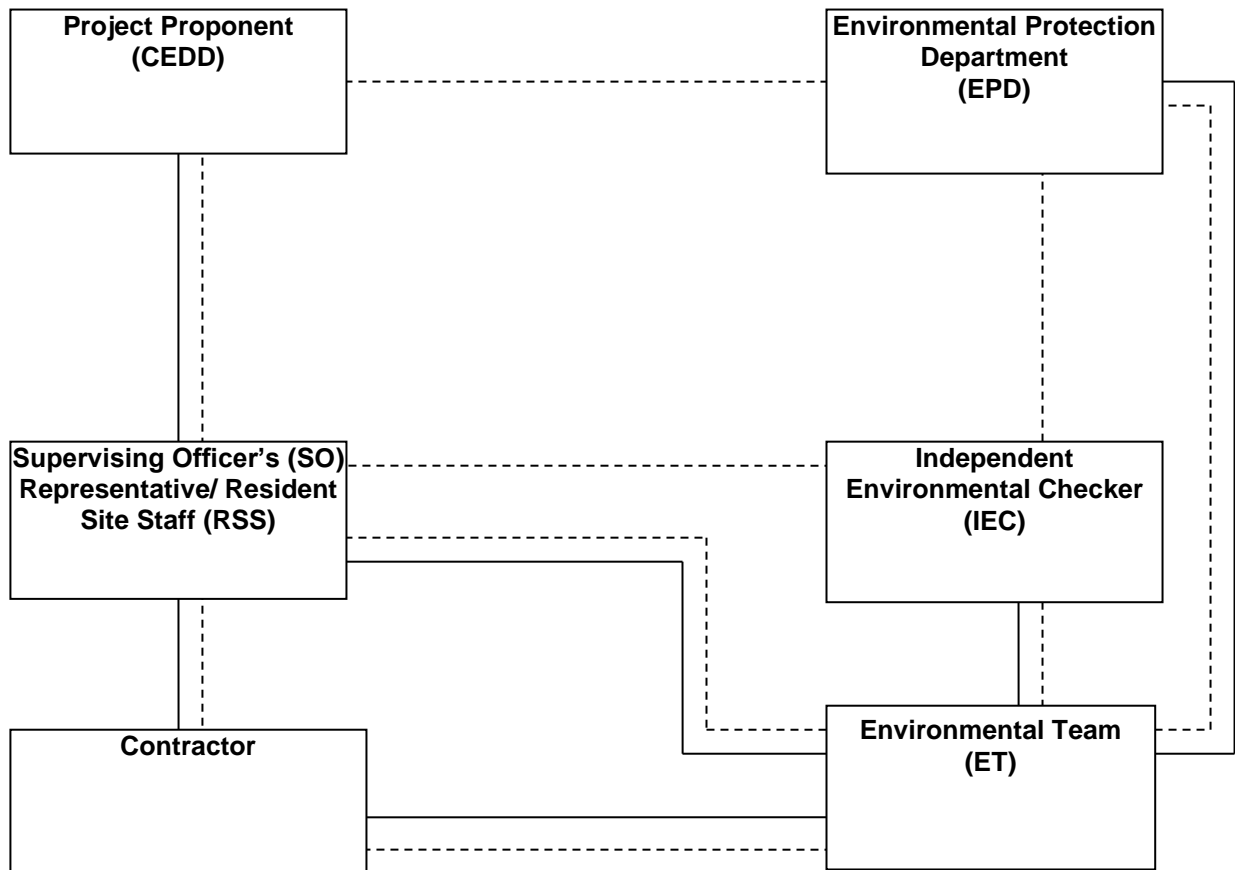 Project Proponent
(CEDD)
Environmental Protection
Department
(EPD)
Supervising Officer's (SO)
Representative/ Resident
Site Staff (RSS)
Independent
Environmental Checker
(IEC)
Contractor
Environmental Team
(ET)